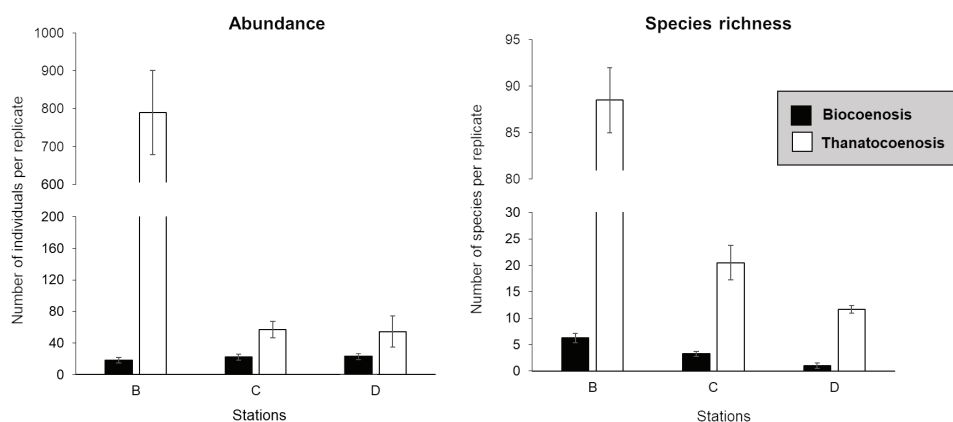 Abundance
Number of individuals per replicate
1000
900
800
700
600
200
160
120
80
40
0
B C D
Stations
Species richness
Number of species per replicate
95
90
85
80
30
25
20
15
10
5
0
B C D
Stations
Biocoenosis
Thanatocoenosis